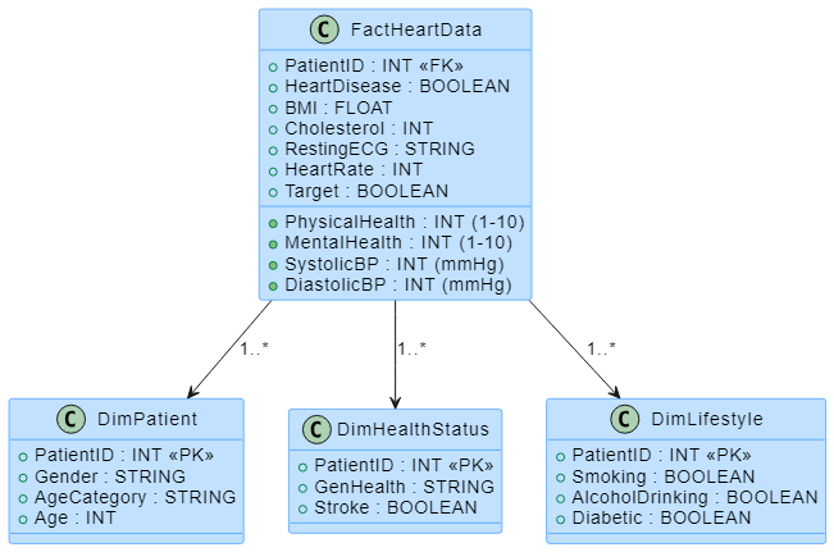 C FactHeartData
PatientID : INT «FK»
HeartDisease : BOOLEAN
BMI : FLOAT
Cholesterol : INT
RestingECG : STRING
HeartRate : INT
Target : BOOLEAN
PhysicalHealth : INT (1-10)
MentalHealth : INT (1-10)
SystolicBP : INT (mmHg)
DiastolicBP : INT (mmHg)
1..*
1..*
1..*
C DimPatient
PatientID : INT «PK»
Gender : STRING
AgeCategory : STRING
Age : INT
C DimHealthStatus
PatientID : INT «PK»
GenHealth : STRING
Stroke : BOOLEAN
C DimLifestyle
PatientID : INT «PK»
Smoking : BOOLEAN
AlcoholDrinking : BOOLEAN
Diabetic : BOOLEAN